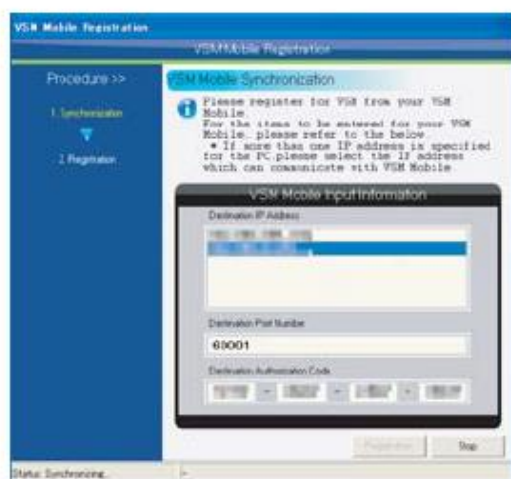 VSM Mobile Registration
VSM Mobile Registration
Procedure >>
1. Synchronization
2. Registration
VSM Mobile Synchronization
Please register for VSM from your VSM
Mobile.
For the items to be entered for your VSM
Mobile, please refer to the below
* If more than one IP address is specified
for the PC,please select the IP address
which can communicate with VSM Mobile
VSM Mobile Input Information
Destination IP Address
Destination Port Number
60001
Destination Authorization Code
- - -
Registration
Stop
Status: Synchronizing..